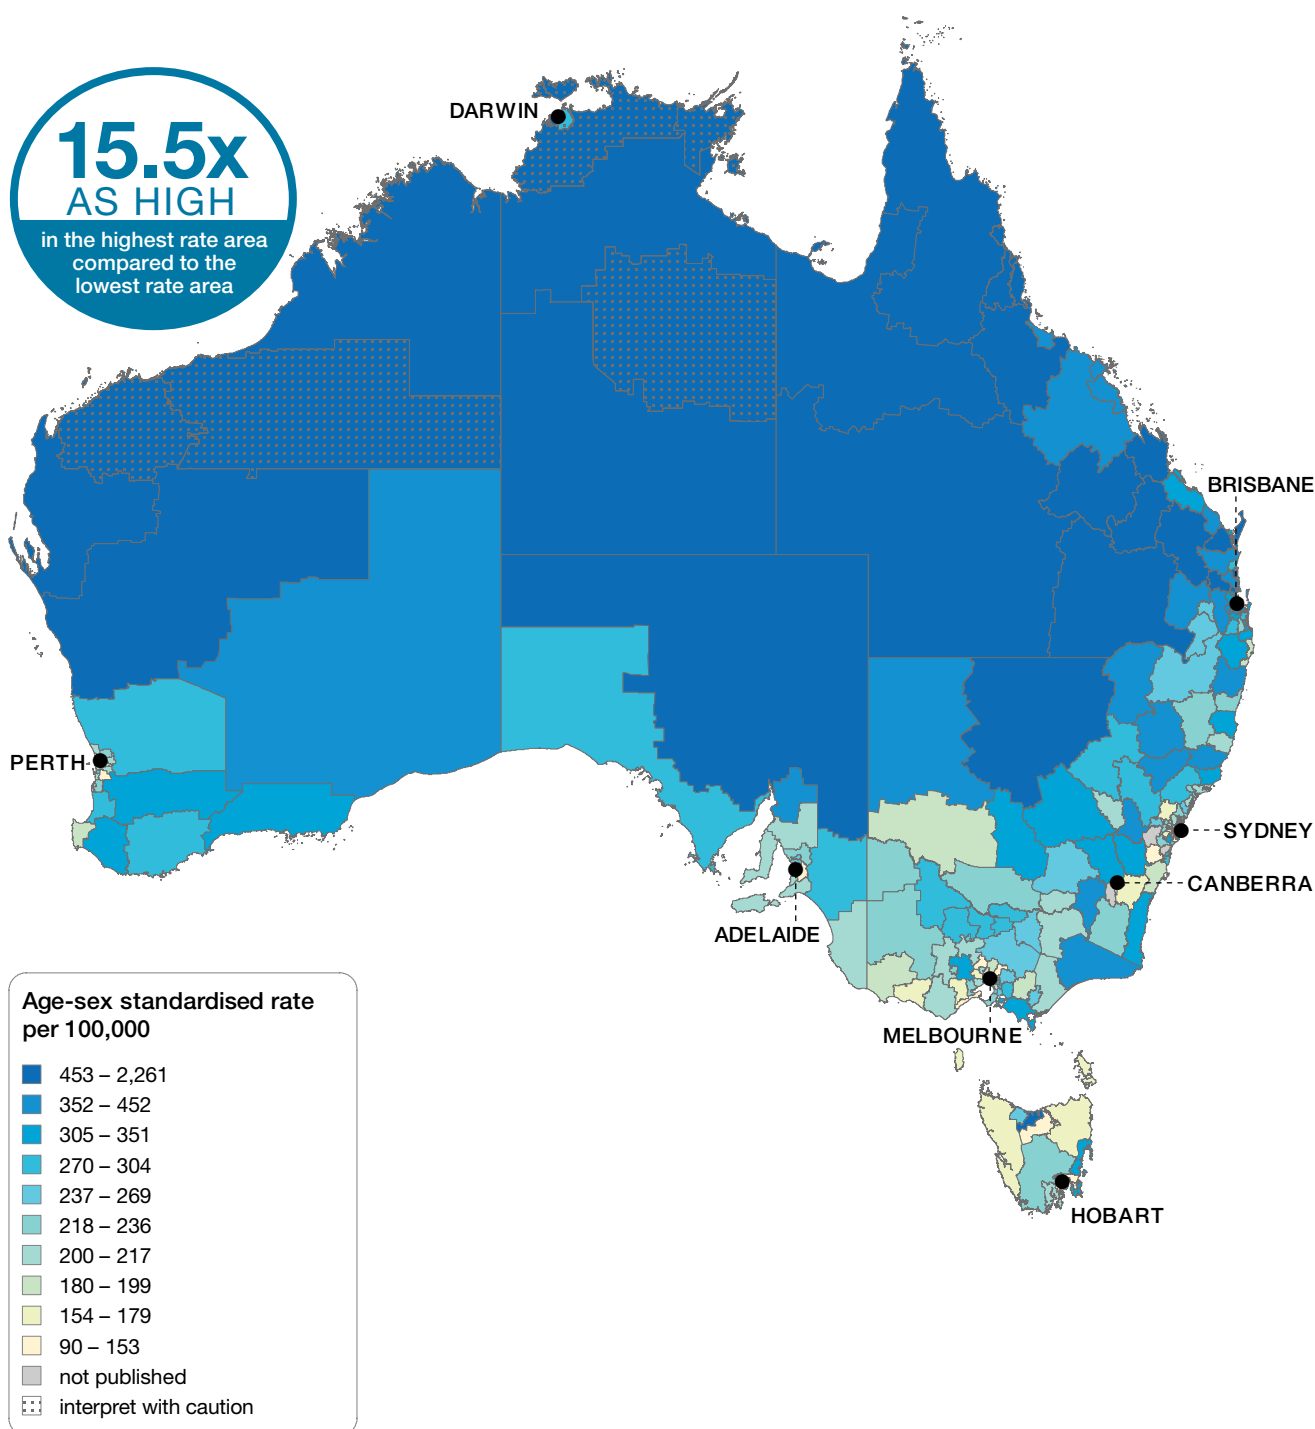 15.5x
AS HIGH
in the highest rate area
compared to the
lowest rate area
DARWIN
BRISBANE
PERTH
SYDNEY
CANBERRA
ADELAIDE
MELBOURNE
HOBART
Age-sex standardised rate
per 100,000
453 – 2,261
352 – 452
305 – 351
270 – 304
237 – 269
218 – 236
200 – 217
180 – 199
154 – 179
90 – 153
not published
interpret with caution